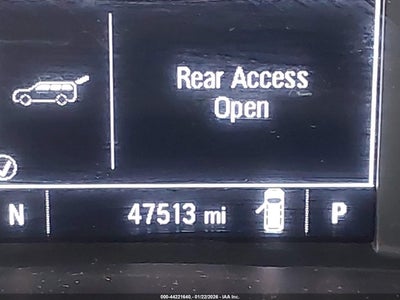 Rear Access
Open
N
47513 mi
P
000-44221640, - 01/22/2026 - IAA Inc.